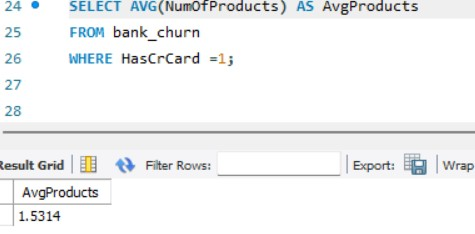 24 SELECT AVG(NumOfProducts) AS AvgProducts
25 FROM bank_churn
26 WHERE HasCrCard =1;
27
28
Result Grid Filter Rows: Export: Wrap
AvgProducts
1.5314